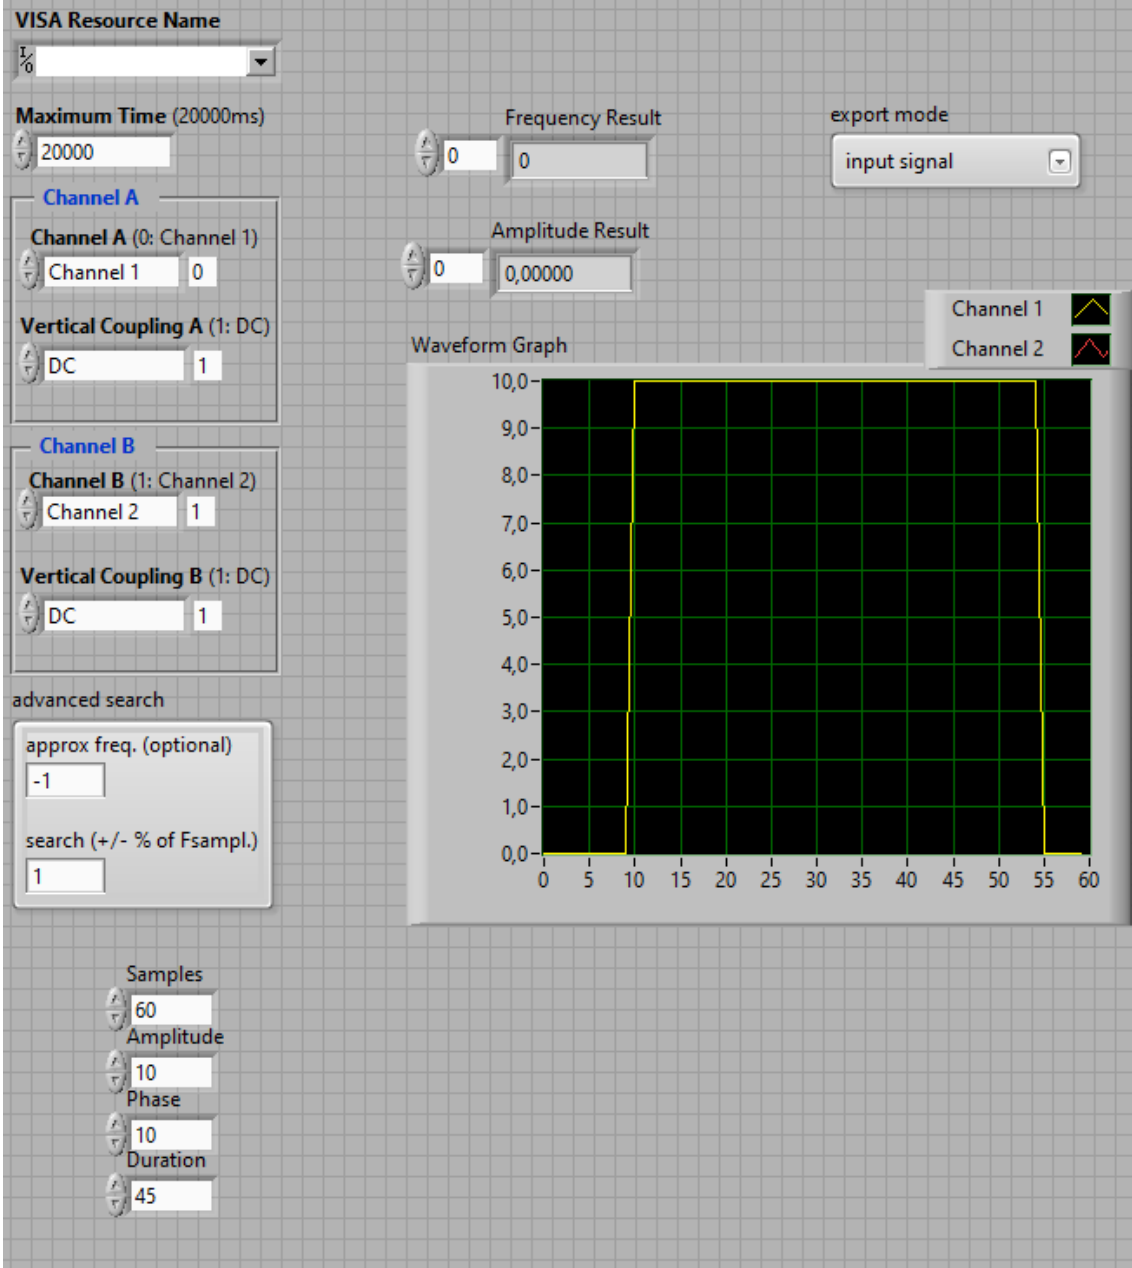 VISA Resource Name
I/O
Maximum Time (20000ms)
20000
Channel A
Channel A (0: Channel 1)
Channel 1 0
Vertical Coupling A (1: DC)
DC 1
Channel B
Channel B (1: Channel 2)
Channel 2 1
Vertical Coupling B (1: DC)
DC 1
advanced search
approx freq. (optional)
-1
search (+/- % of Fsampl.)
1
Samples
60
Amplitude
10
Phase
10
Duration
45
Frequency Result
0 0
Amplitude Result
0 0,00000
export mode
input signal
Channel 1
Channel 2
Waveform Graph
10,0
9,0
8,0
7,0
6,0
5,0
4,0
3,0
2,0
1,0
0,0
0 5 10 15 20 25 30 35 40 45 50 55 60